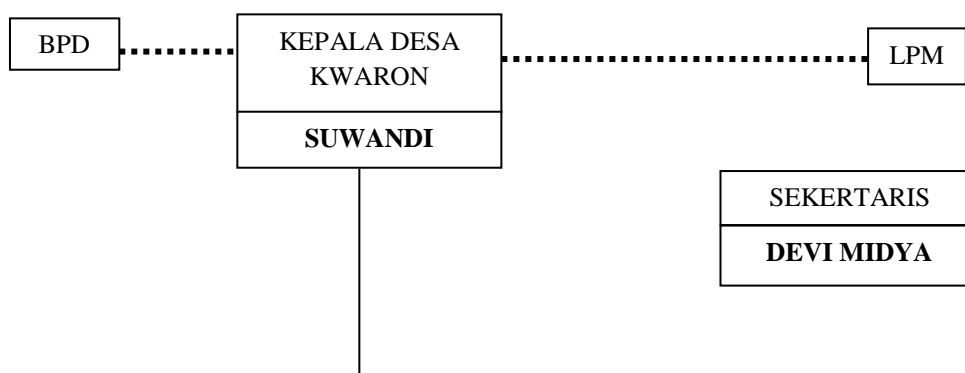 BPD
KEPALA DESA
KWARON
LPM
SUWANDI
SEKERTARIS
DEVI MIDYA